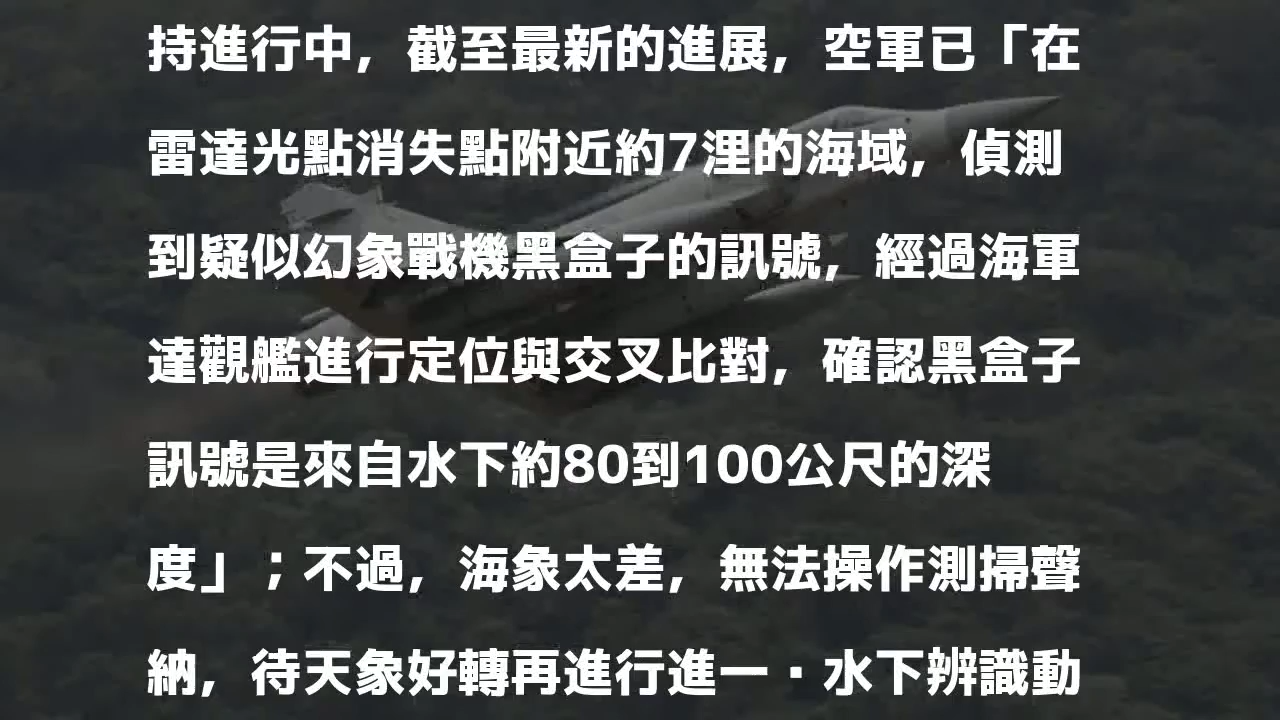 持進行中，截至最新的進展，空軍已「在
雷達光點消失點附近約7浬的海域，偵測
到疑似幻象戰機黑盒子的訊號，經過海軍
達觀艦進行定位與交叉比對，確認黑盒子
訊號是來自水下約80到100公尺的深
度」；不過，海象太差，無法操作測掃聲
納，待天象好轉再進行進一·水下辨識動